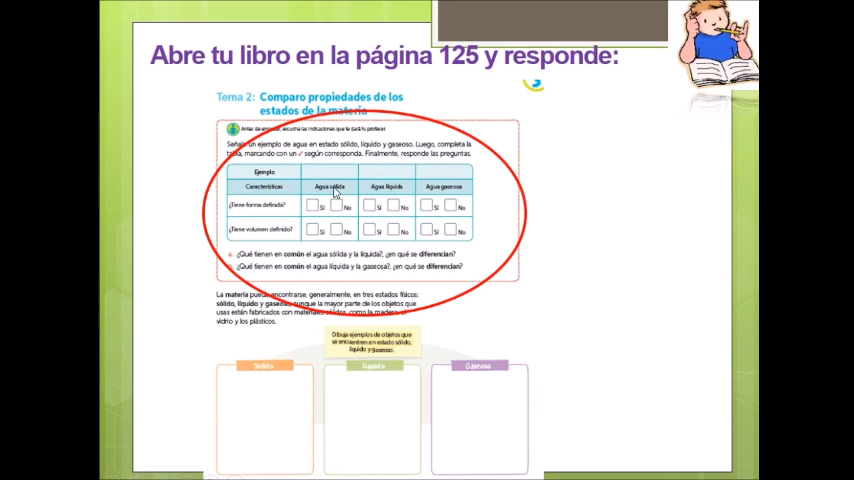 Abre tu libro en la página 125 y responde:
Tema 2: Comparo propiedades de los
estados de la materia
Antes de empezar, escucha las indicaciones que te dará tu profesor.
Señala un ejemplo de agua en estado sólido, líquido y gaseoso. Luego, completa la
tabla, marcando con un ✓ según corresponda. Finalmente, responde las preguntas.
Ejemplo
Características Agua sólida Agua líquida Agua gaseosa
¿Tiene forma definida? Sí No Sí No Sí No
¿Tiene volumen definido? Sí No Sí No Sí No
a. ¿Qué tienen en común el agua sólida y la líquida?, ¿en qué se diferencian?
b. ¿Qué tienen en común el agua líquida y la gaseosa?, ¿en qué se diferencian?
La materia puede encontrarse, generalmente, en tres estados físicos:
sólido, líquido y gaseoso, aunque la mayor parte de los objetos que
usas están fabricados con materiales sólidos, como la madera, el
vidrio y los plásticos.
Dibuja ejemplos de objetos que
se encuentren en estado sólido,
líquido y gaseoso.
Sólido Líquido Gaseoso